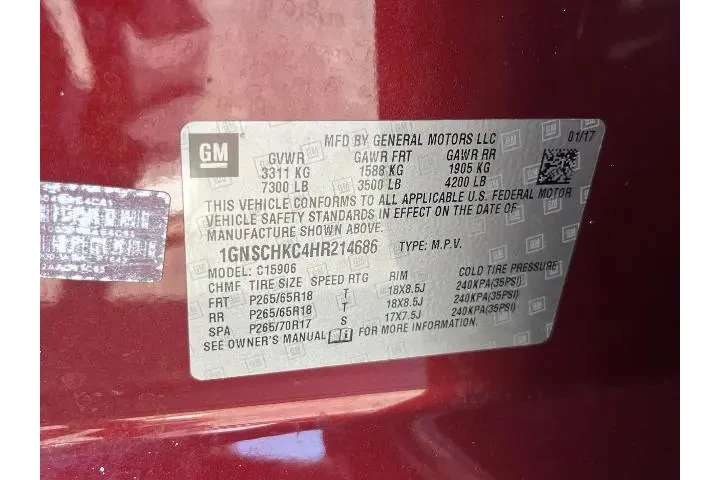 GM
MFD BY GENERAL MOTORS LLC 01/17
GVWR GAWR FRT GAWR RR
3311 KG 1588 KG 1905 KG
7300 LB 3500 LB 4200 LB
THIS VEHICLE CONFORMS TO ALL APPLICABLE U.S. FEDERAL MOTOR
VEHICLE SAFETY STANDARDS IN EFFECT ON THE DATE OF
MANUFACTURE SHOWN ABOVE.
1GNSCHKC4HR214686 TYPE: M.P.V.
MODEL: C15906
CHMF TIRE SIZE SPEED RTG RIM COLD TIRE PRESSURE
FRT P265/65R18 T 18X8.5J 240KPA(35PSI)
RR P265/65R18 T 18X8.5J 240KPA(35PSI)
SPA P265/70R17 S 17X7.5J 240KPA(35PSI)
SEE OWNER'S MANUAL FOR MORE INFORMATION.